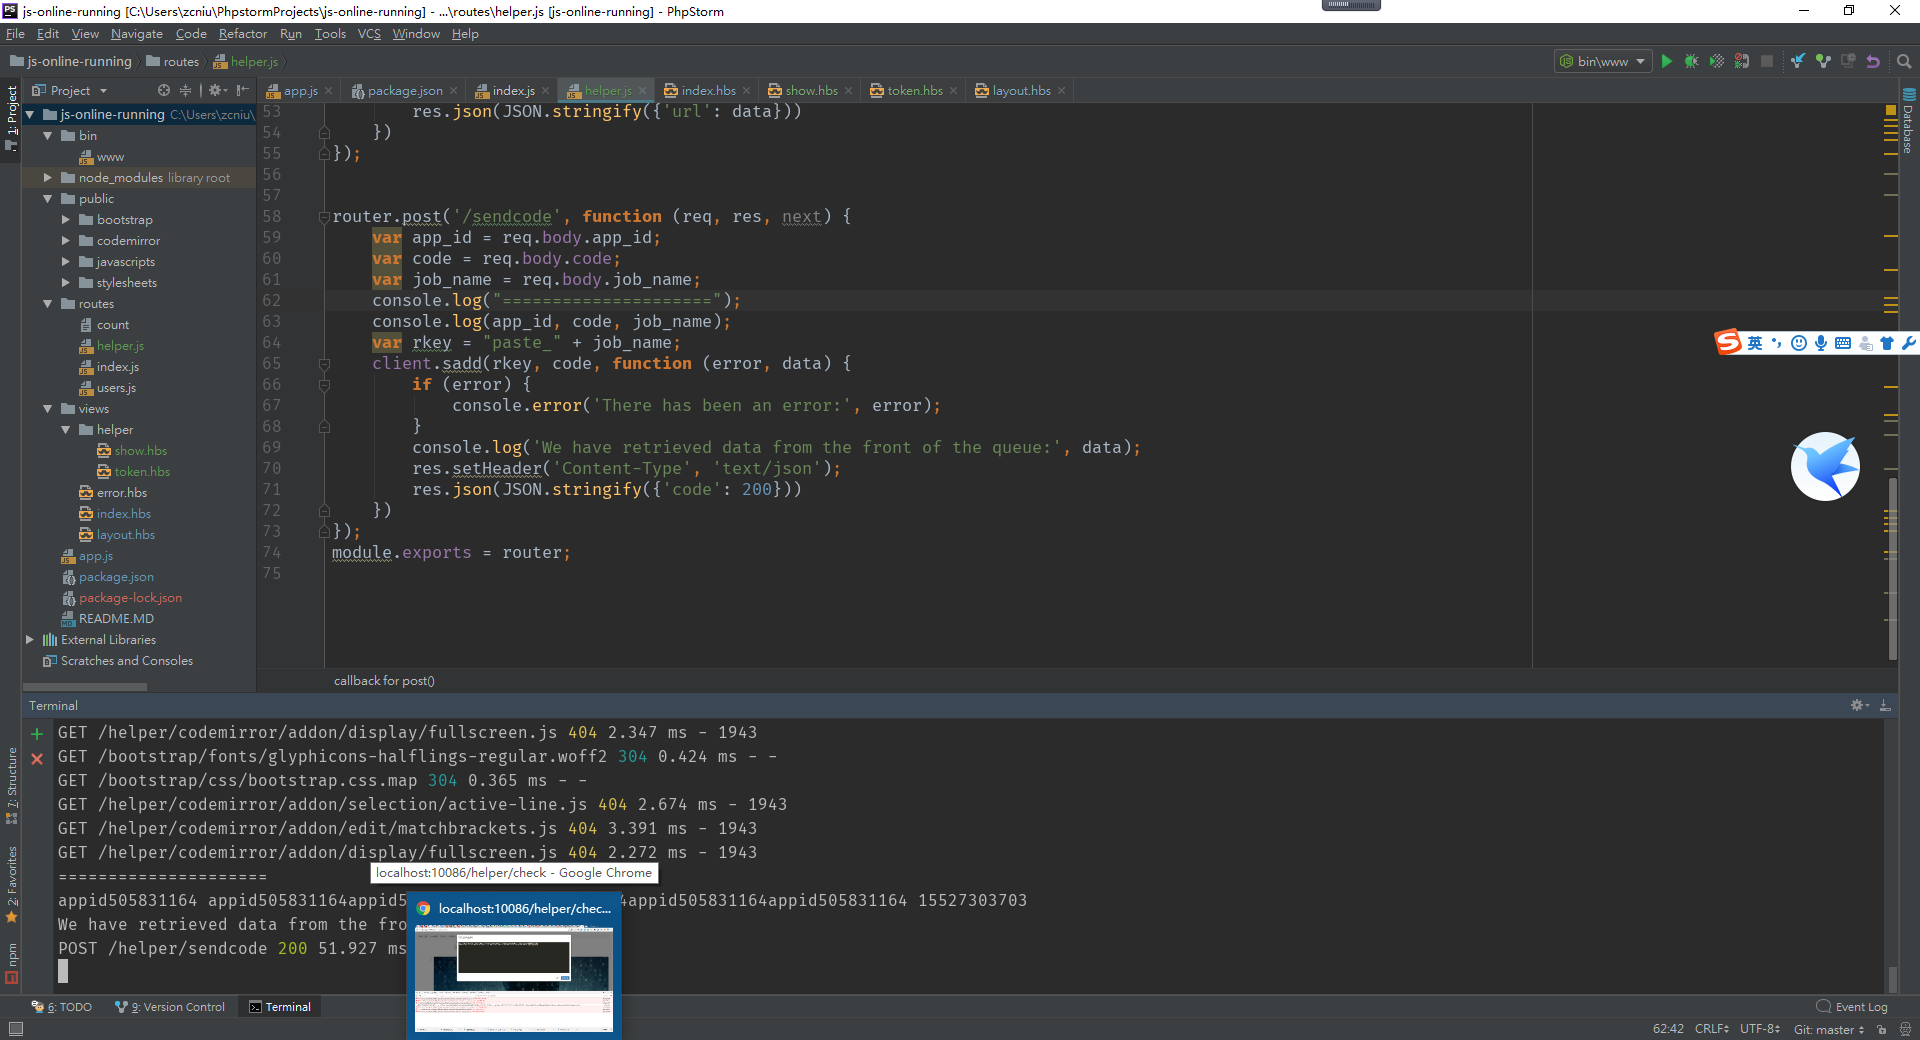 js-online-running [C:\Users\zcniu\PhpstormProjects\js-online-running] - ...\routes\helper.js [js-online-running] - PhpStorm
File Edit View Navigate Code Refactor Run Tools VCS Window Help
js-online-running routes helper.js
bin\www
Project
app.js package.json index.js helper.js index.hbs show.hbs token.hbs layout.hbs
1: Project
7: Structure
2: Favorites
npm
js-online-running C:\Users\zcniu\
bin
www
node_modules library root
public
bootstrap
codemirror
javascripts
stylesheets
routes
count
helper.js
index.js
users.js
views
helper
show.hbs
token.hbs
error.hbs
index.hbs
layout.hbs
app.js
package.json
package-lock.json
README.MD
External Libraries
Scratches and Consoles
53 res.json(JSON.stringify({'url': data}))
54 })
55 });
56
57
58 router.post('/sendcode', function (req, res, next) {
59 var app_id = req.body.app_id;
60 var code = req.body.code;
61 var job_name = req.body.job_name;
62 console.log("=====================");
63 console.log(app_id, code, job_name);
64 var rkey = "paste_" + job_name;
65 client.sadd(rkey, code, function (error, data) {
66 if (error) {
67 console.error('There has been an error:', error);
68 }
69 console.log('We have retrieved data from the front of the queue:', data);
70 res.setHeader('Content-Type', 'text/json');
71 res.json(JSON.stringify({'code': 200}))
72 })
73 });
74 module.exports = router;
75
callback for post()
Database
英
Terminal
GET /helper/codemirror/addon/display/fullscreen.js 404 2.347 ms - 1943
GET /bootstrap/fonts/glyphicons-halflings-regular.woff2 304 0.424 ms - -
GET /bootstrap/css/bootstrap.css.map 304 0.365 ms - -
GET /helper/codemirror/addon/selection/active-line.js 404 2.674 ms - 1943
GET /helper/codemirror/addon/edit/matchbrackets.js 404 3.391 ms - 1943
GET /helper/codemirror/addon/display/fullscreen.js 404 2.272 ms - 1943
=====================
localhost:10086/helper/check - Google Chrome
appid505831164 appid505831164appid5 4appid505831164appid505831164 15527303703
localhost:10086/helper/chec...
We have retrieved data from the fro
POST /helper/sendcode 200 51.927 ms
6: TODO 9: Version Control Terminal
Event Log
62:42 CRLF UTF-8 Git: master